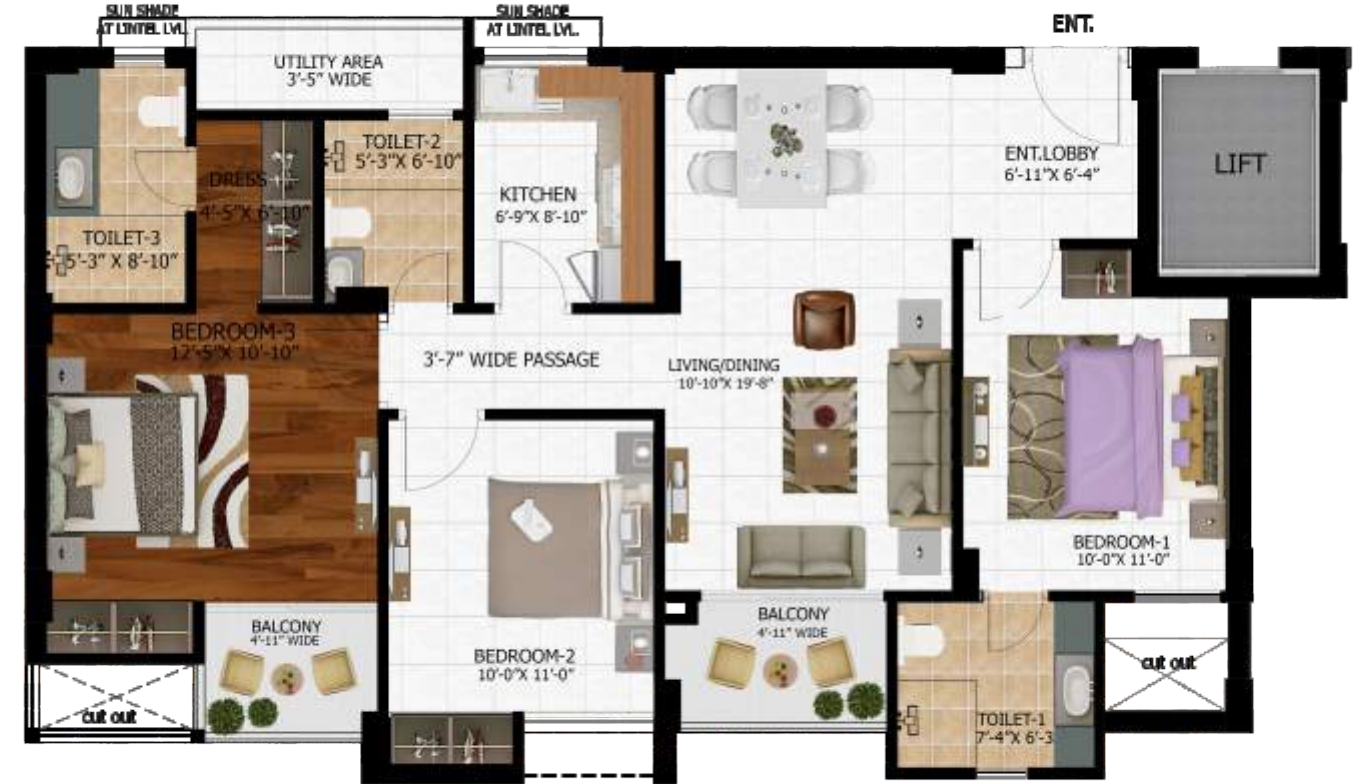 SUN SHADE
AT LINTEL LVL.
SUN SHADE
AT LINTEL LVL.
ENT.
UTILITY AREA
3'-5" WIDE
TOILET-2
5'-3"X 6'-10"
ENT.LOBBY
6'-11"X 6'-4"
LIFT
DRESS
4'-5"X 6'-10"
KITCHEN
6'-9"X 8'-10"
TOILET-3
5'-3" X 8'-10"
BEDROOM-3
12'-5"X 10'-10"
3'-7" WIDE PASSAGE
LIVING/DINING
10'-10"X 19'-8"
BEDROOM-1
10'-0"X 11'-0"
BALCONY
4'-11" WIDE
BALCONY
4'-11" WIDE
BEDROOM-2
10'-0"X 11'-0"
cut out
cut out
TOILET-1
7'-4"X 6'-3